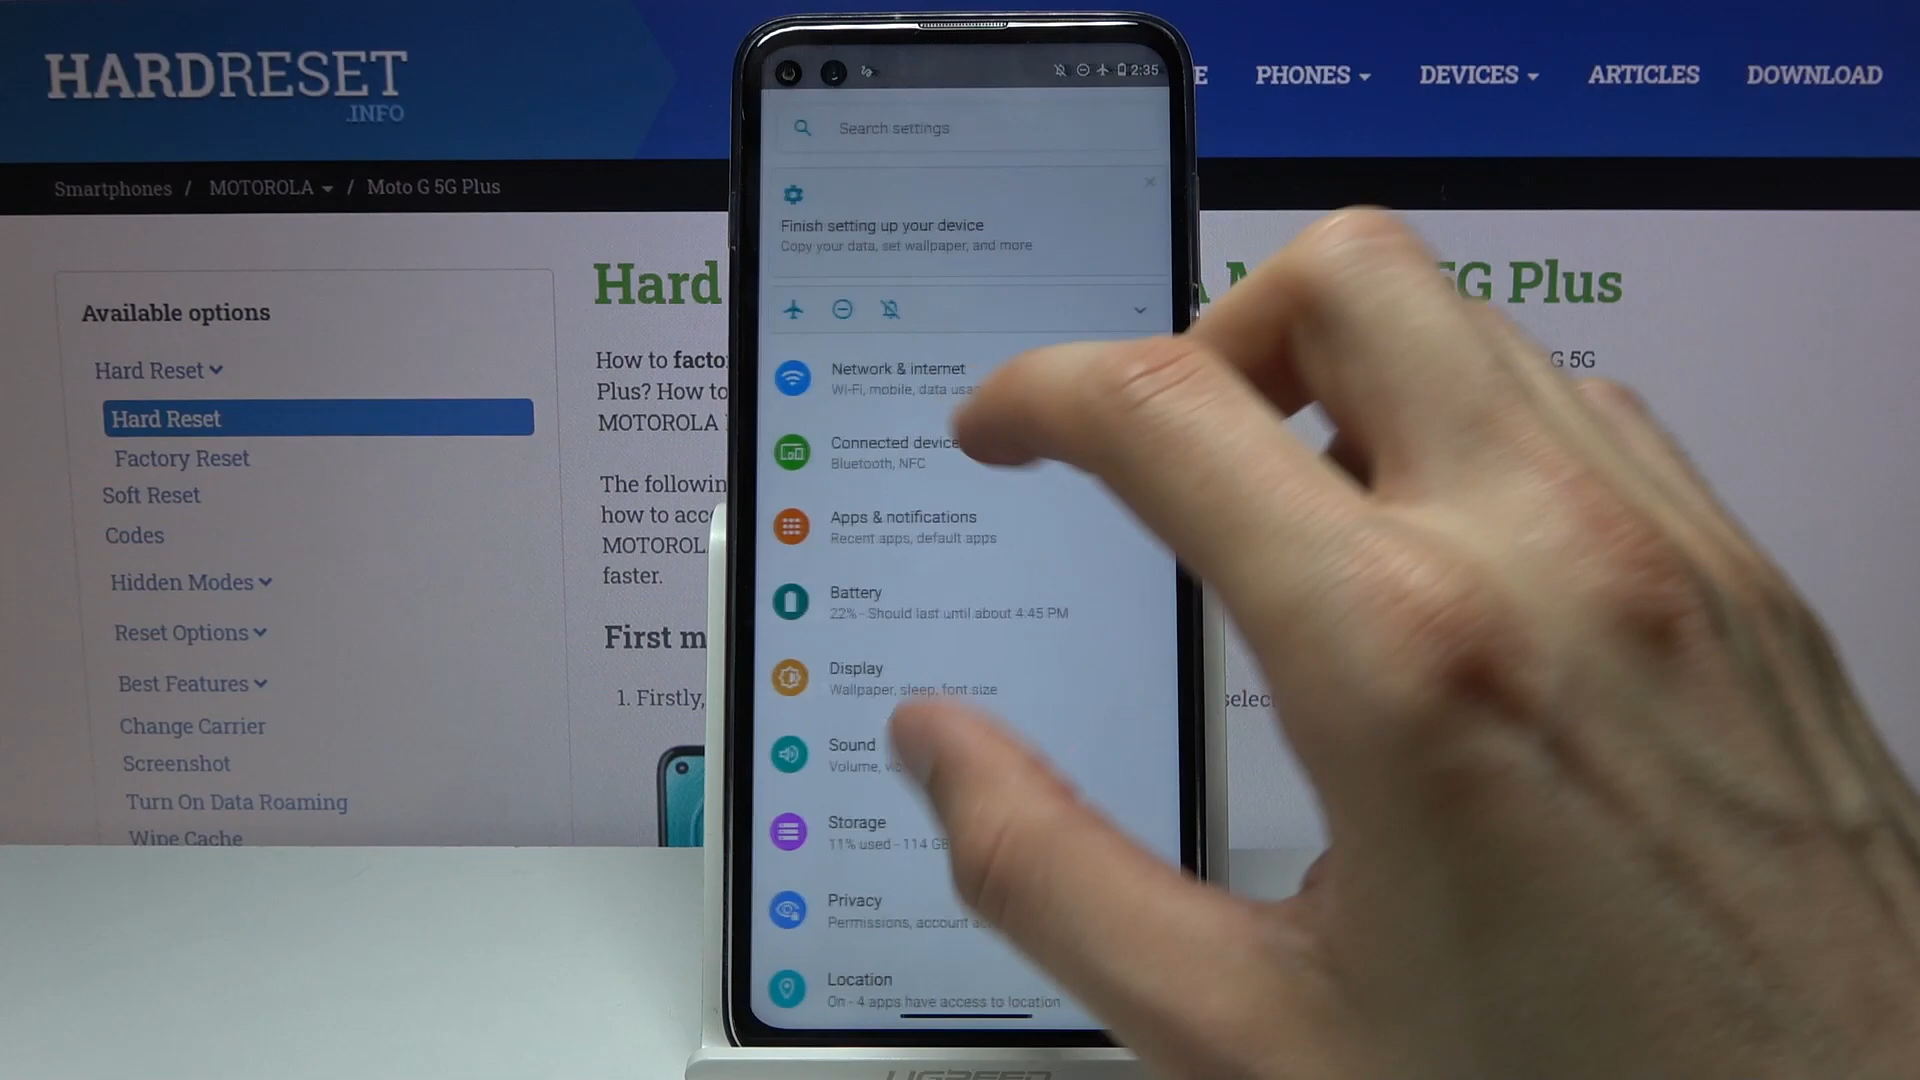 HARDRESET
.INFO
PHONES
DEVICES
ARTICLES
DOWNLOAD
Smartphones / MOTOROLA / Moto G 5G Plus
Available options
Hard Reset
Hard Reset
Factory Reset
Soft Reset
Codes
Hidden Modes
Reset Options
Best Features
Change Carrier
Screenshot
Turn On Data Roaming
Wipe Cache
Hard
5G Plus
How to
G 5G
Plus? How to
MOTOROLA
The
how to
faster.
First
1. Firstly,
2:35
Search settings
Finish setting up your device
Copy your data, set wallpaper, and more
Network & internet
Wi-Fi, mobile, data
Connected
Bluetooth, NFC
Apps & notifications
Recent apps, default apps
Battery
22% - Should last until about 4:45 PM
Display
Wallpaper, sleep, font size
Sound
Volume,
Storage
11% used - 114 GB
Privacy
Permissions, account
Location
On - 4 apps have access to location
UGREEN